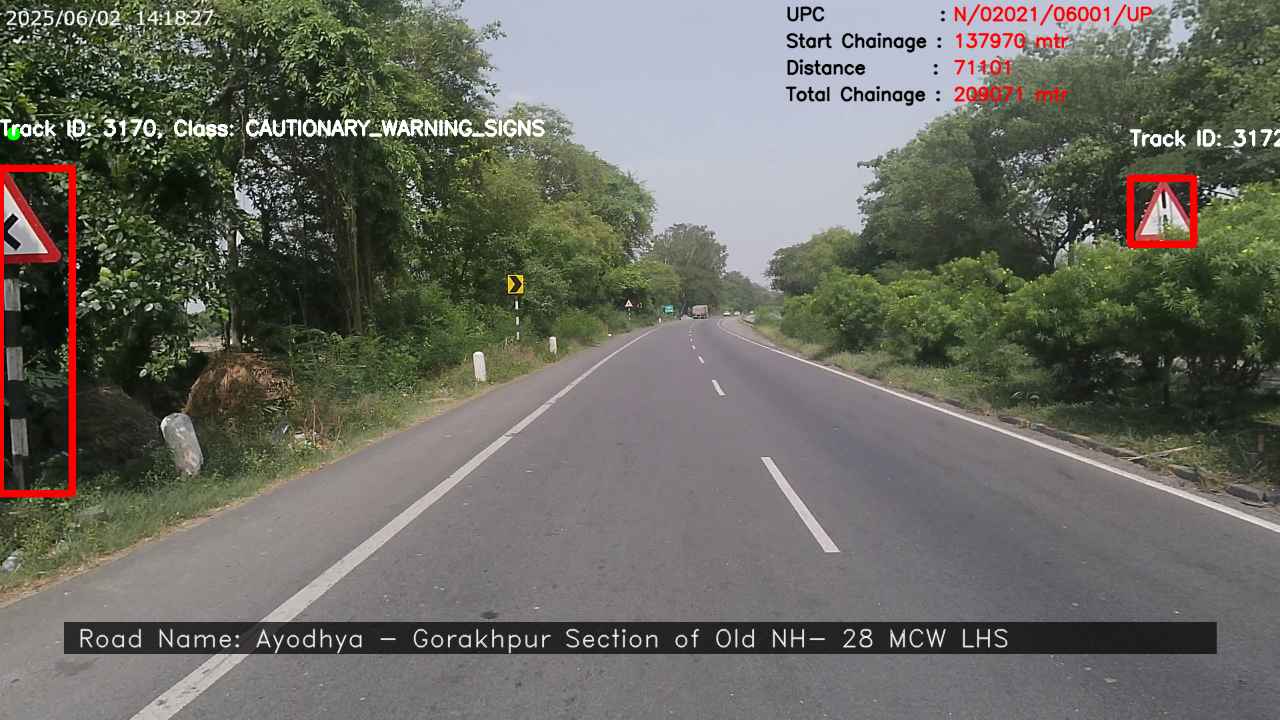 2025/06/02 14:18:27
UPC : N/02021/06001/UP
Start Chainage : 137970 mtr
Distance : 71101
Total Chainage : 209071 mtr
Track ID: 3170, Class: CAUTIONARY_WARNING_SIGNS
Track ID: 3172
Road Name: Ayodhya - Gorakhpur Section of Old NH- 28 MCW LHS